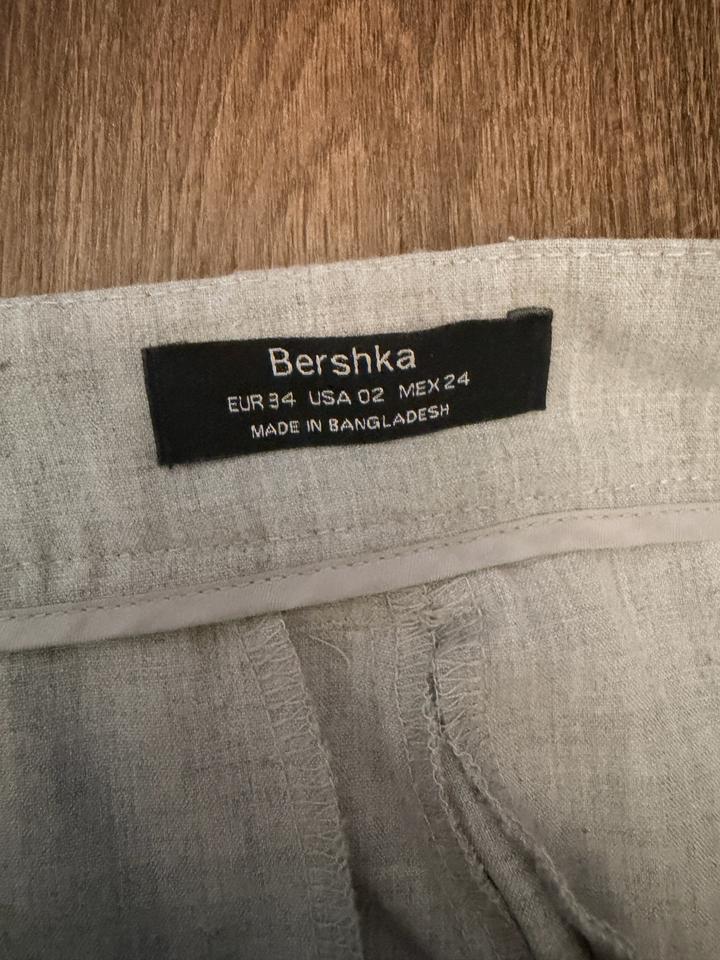 Bershka
EUR 34 USA 02 MEX 24
MADE IN BANGLADESH